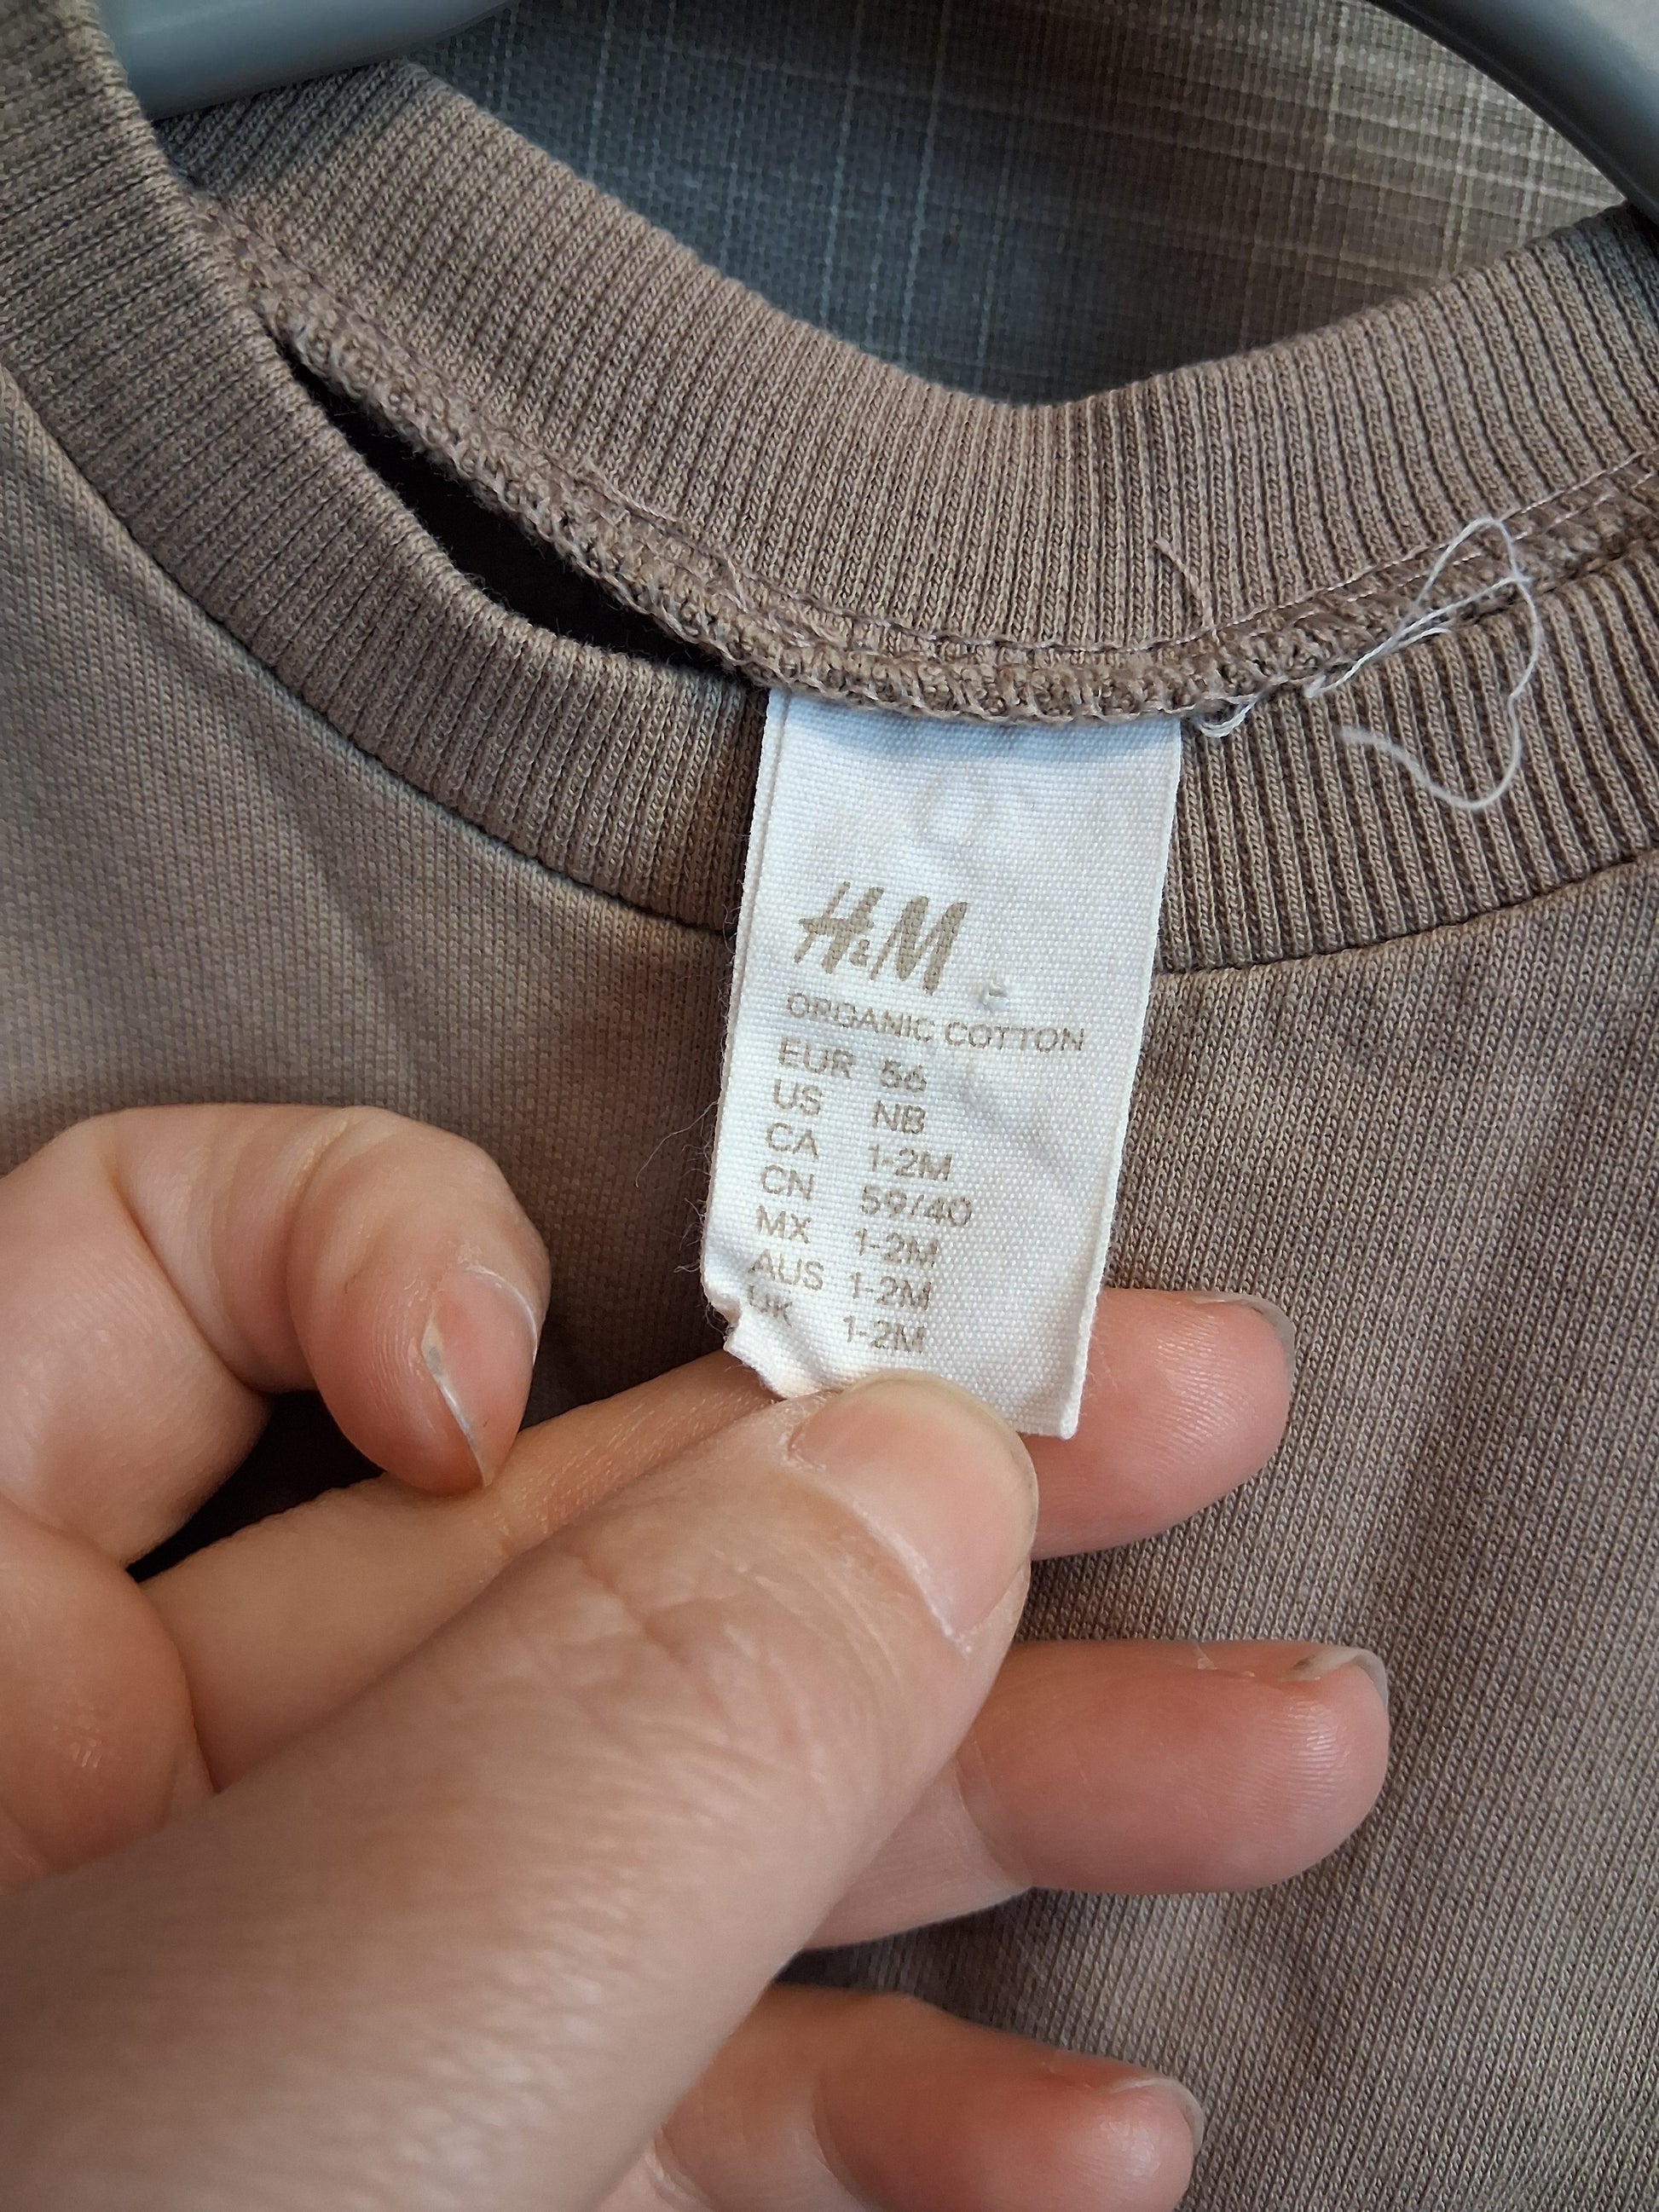 H&M
ORGANIC COTTON
EUR 56
US NB
CA 1-2M
CN 59/40
MX 1-2M
AUS 1-2M
UK 1-2M